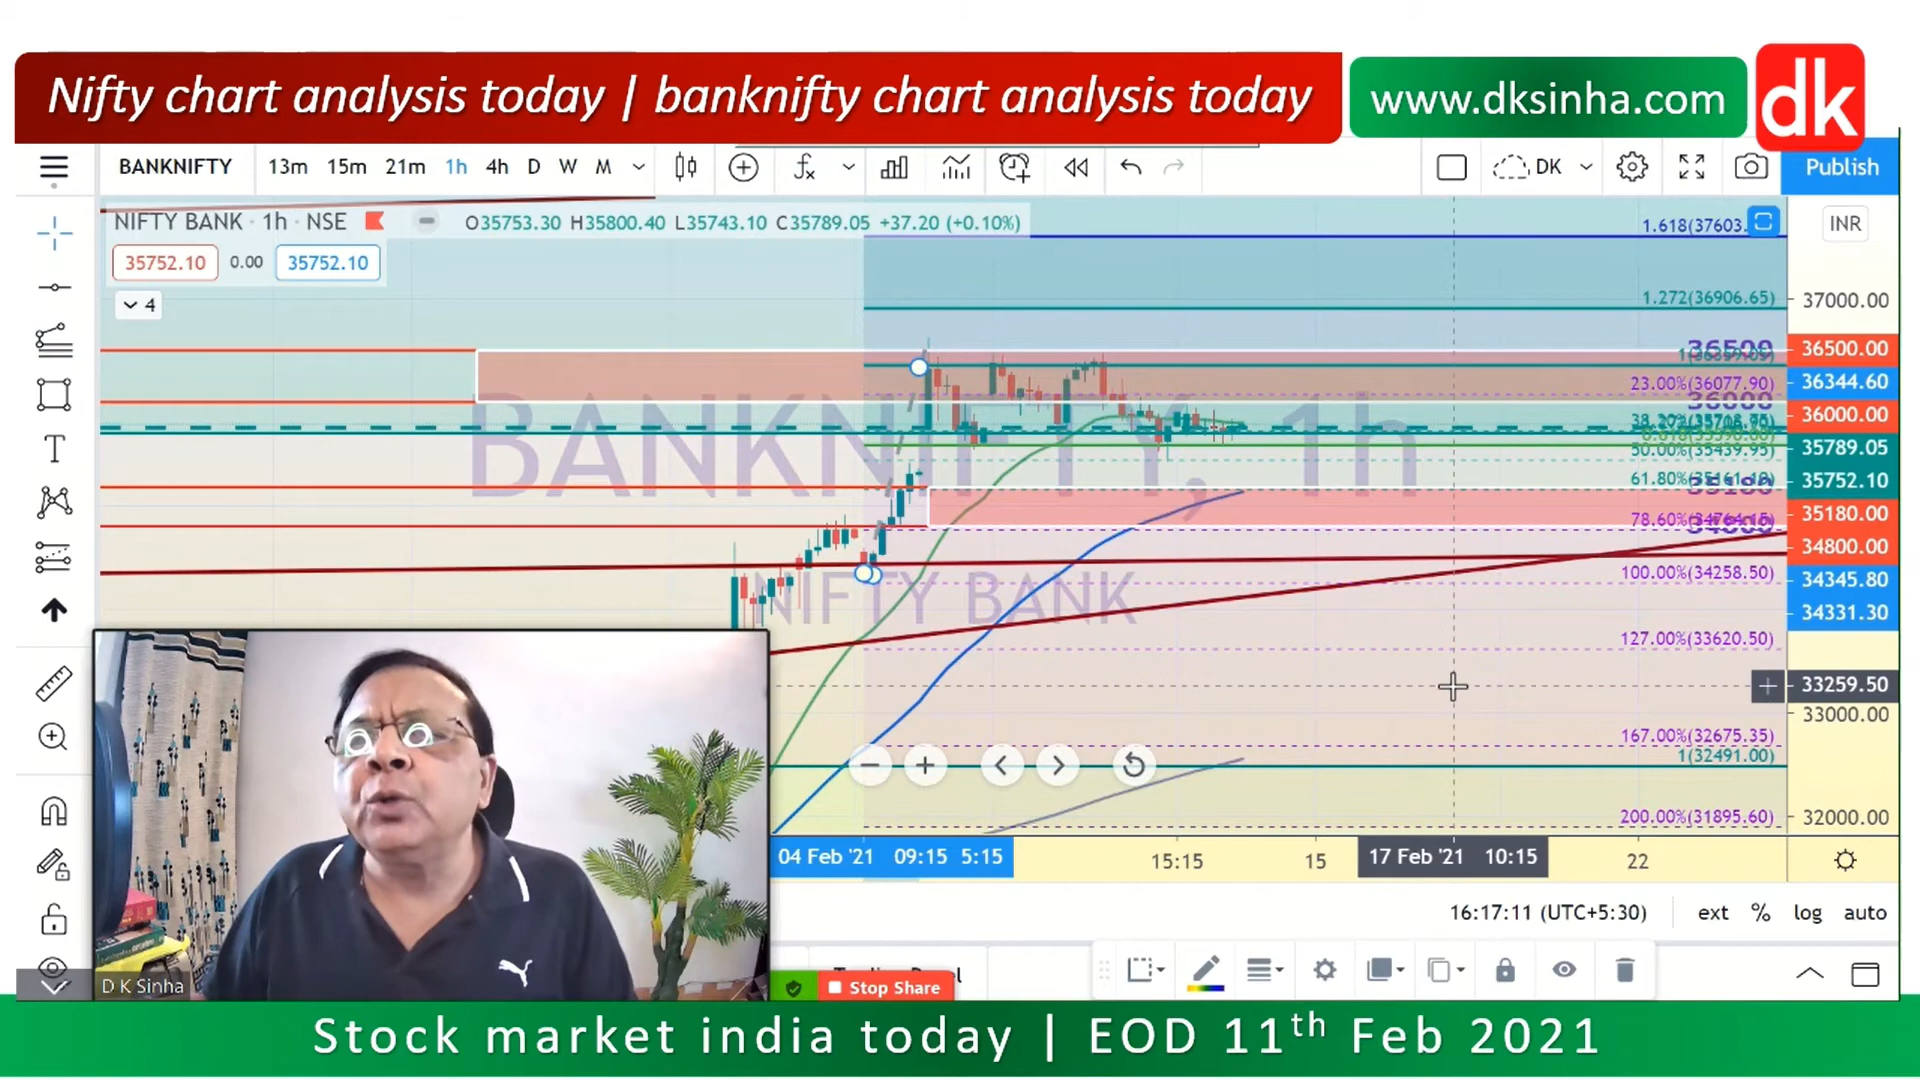 Nifty chart analysis today | banknifty chart analysis today
www.dksinha.com
dk
BANKNIFTY 13m 15m 21m 1h 4h D W M
DK
Publish
NIFTY BANK · 1h · NSE O35753.30 H35800.40 L35743.10 C35789.05 +37.20 (+0.10%)
35752.10 0.00 35752.10
4
1.618(37603.
INR
1.272(36906.65)
37000.00
36500
36500.00
23.00%(36077.90)
36344.60
36000
36000.00
50.00%(35439.95)
35789.05
61.80%(35161.10)
35752.10
35180
35180.00
34800.00
100.00%(34258.50)
34345.80
34331.30
127.00%(33620.50)
33259.50
33000.00
167.00%(32675.35)
1(32491.00)
200.00%(31895.60)
32000.00
BANKNIFTY, 1h
NIFTY BANK
04 Feb '21 09:15 5:15 15:15 15 17 Feb '21 10:15 22
16:17:11 (UTC+5:30) ext % log auto
D K Sinha
Stop Share
Stock market india today | EOD 11th Feb 2021